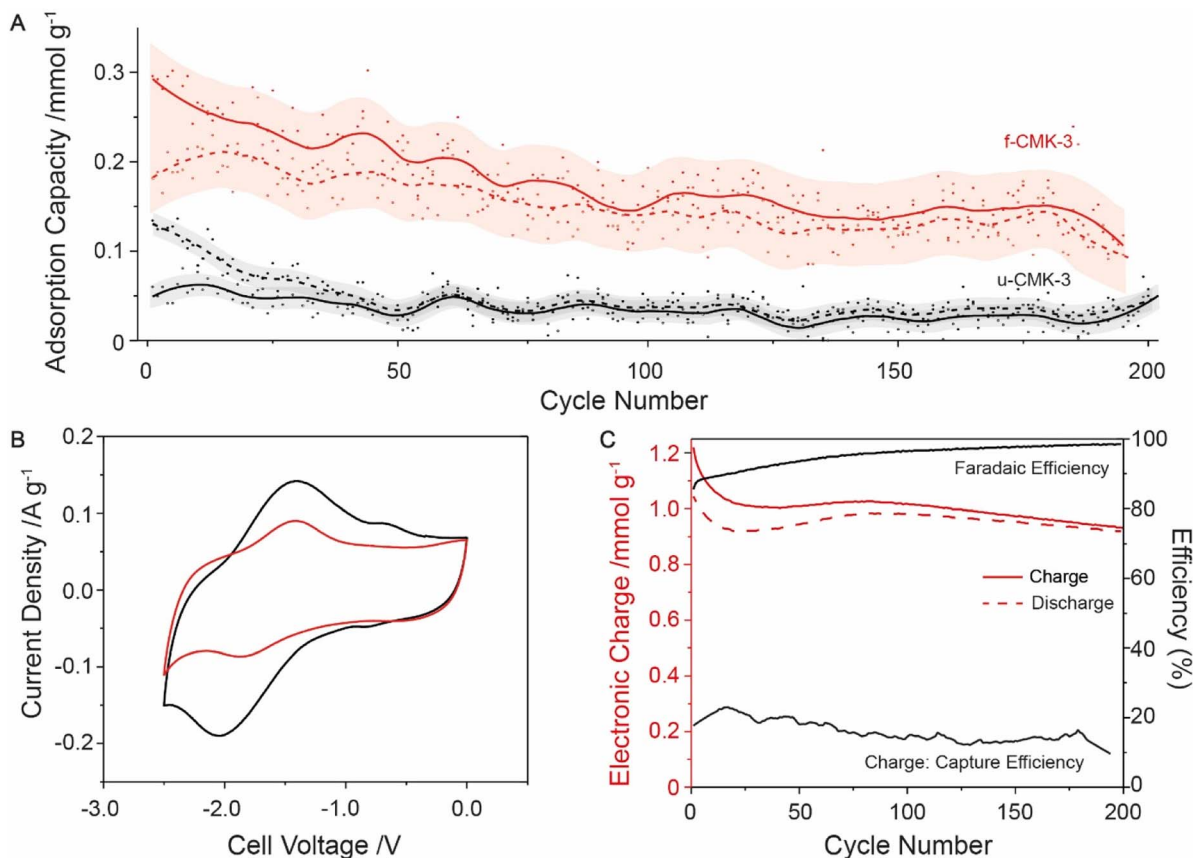 A
Adsorption Capacity /mmol g⁻¹
0.3
0.2
0.1
0
f-CMK-3
u-CMK-3
0
50
100
150
200
Cycle Number
B
Current Density /A g⁻¹
0.2
0.1
0.0
-0.1
-0.2
-3.0
-2.0
-1.0
0.0
Cell Voltage /V
C
Electronic Charge /mmol g⁻¹
1.2
1.0
0.8
0.6
0.4
0.2
0
Faradaic Efficiency
Charge
Discharge
Charge: Capture Efficiency
100
80
60
40
20
0
Efficiency (%)
0
50
100
150
200
Cycle Number